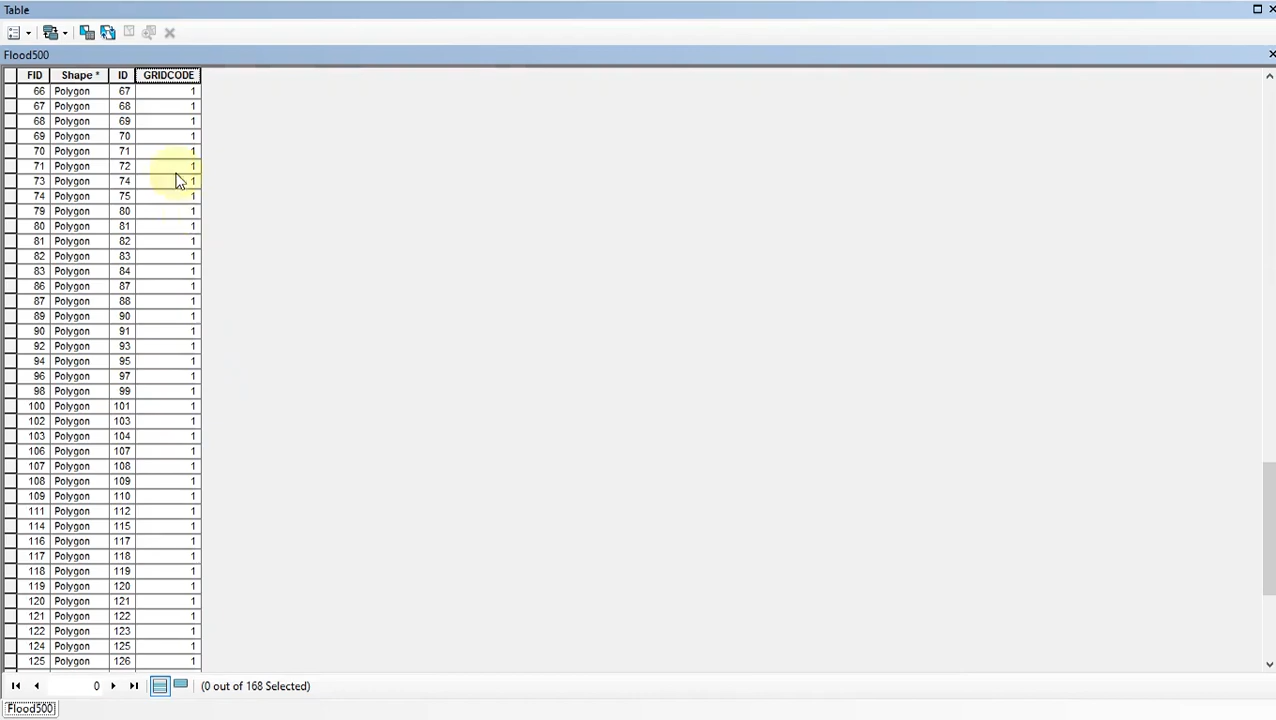 Table
Flood500
FID Shape * ID GRIDCODE
66 Polygon 67 1
67 Polygon 68 1
68 Polygon 69 1
69 Polygon 70 1
70 Polygon 71 1
71 Polygon 72 1
73 Polygon 74 1
74 Polygon 75 1
79 Polygon 80 1
80 Polygon 81 1
81 Polygon 82 1
82 Polygon 83 1
83 Polygon 84 1
86 Polygon 87 1
87 Polygon 88 1
89 Polygon 90 1
90 Polygon 91 1
92 Polygon 93 1
94 Polygon 95 1
96 Polygon 97 1
98 Polygon 99 1
100 Polygon 101 1
102 Polygon 103 1
103 Polygon 104 1
106 Polygon 107 1
107 Polygon 108 1
108 Polygon 109 1
109 Polygon 110 1
111 Polygon 112 1
114 Polygon 115 1
116 Polygon 117 1
117 Polygon 118 1
118 Polygon 119 1
119 Polygon 120 1
120 Polygon 121 1
121 Polygon 122 1
122 Polygon 123 1
124 Polygon 125 1
125 Polygon 126 1
0 (0 out of 168 Selected)
Flood500